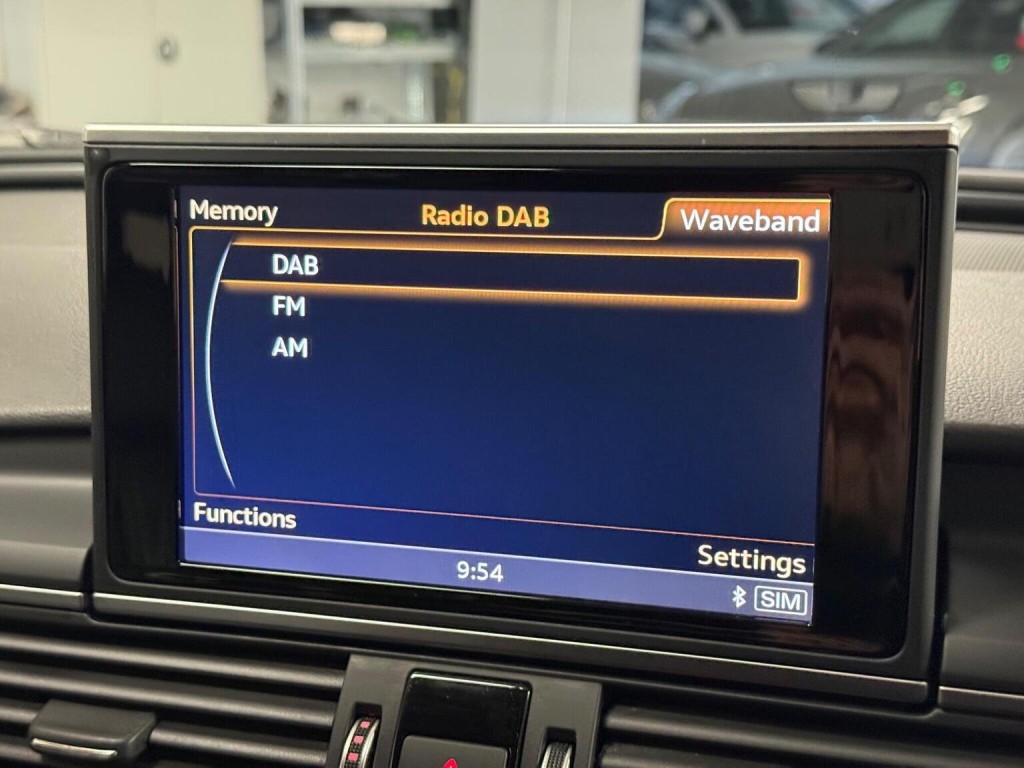 Memory
Radio DAB
Waveband
DAB
FM
AM
Functions
Settings
9:54
SIM